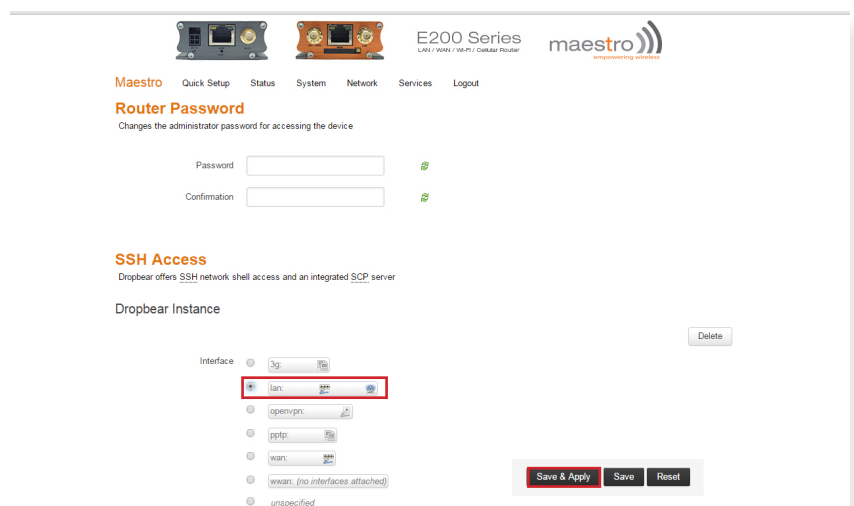 E200 Series
LAN / WAN / Wi-Fi / Cellular Router
maestro
empowering wireless
Maestro Quick Setup Status System Network Services Logout
Router Password
Changes the administrator password for accessing the device
Password
Confirmation
SSH Access
Dropbear offers SSH network shell access and an integrated SCP server
Dropbear Instance
Delete
Interface
3g:
lan:
openvpn:
pptp:
wan:
wwan: (no interfaces attached)
unspecified
Save & Apply Save Reset